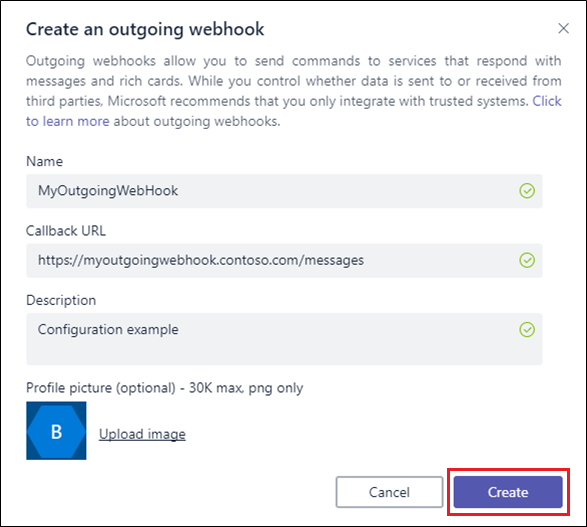 Create an outgoing webhook
Outgoing webhooks allow you to send commands to services that respond with
messages and rich cards. While you control whether data is sent to or received from
third parties, Microsoft recommends that you only integrate with trusted systems. Click
to learn more about outgoing webhooks.
Name
MyOutgoingWebHook
Callback URL
https://myoutgoingwebhook.contoso.com/messages
Description
Configuration example
Profile picture (optional) - 30K max, png only
B
Upload image
Cancel
Create